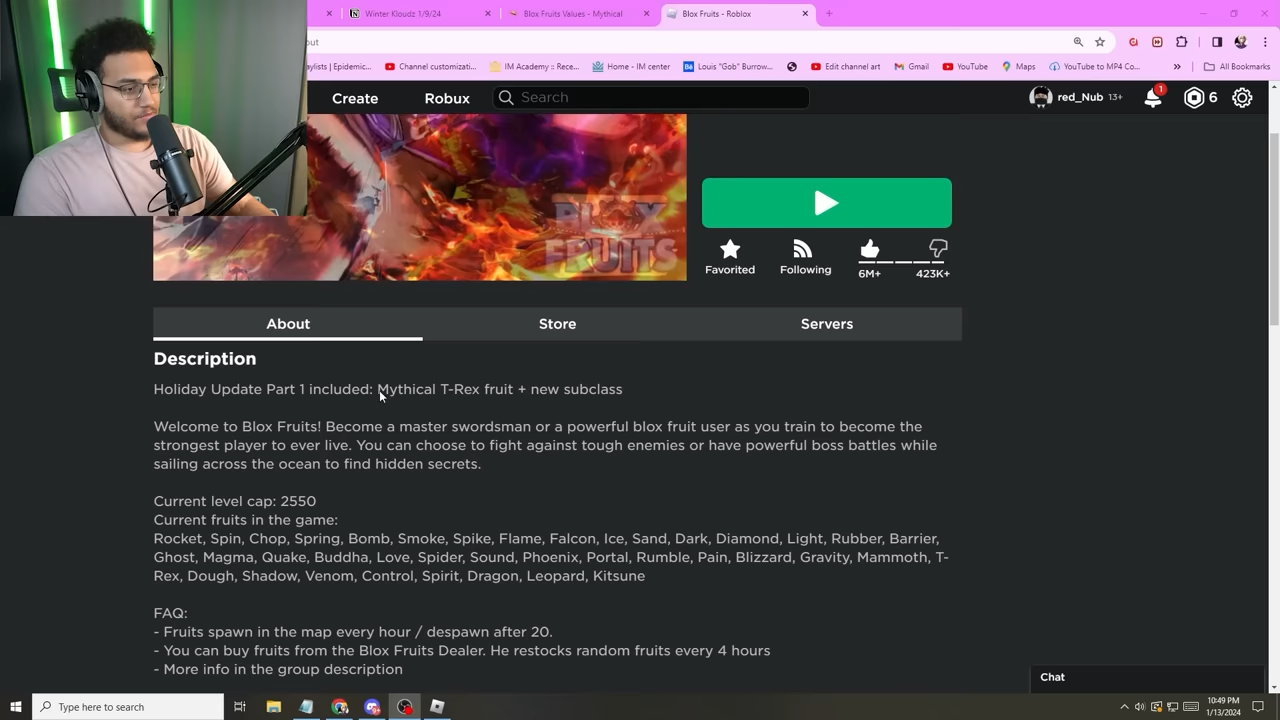 Winter Kloudz 1/9/24
Blox Fruits Values - Mythical
Blox Fruits - Roblox
out
aylists | Epidemic...
Channel customizati...
IM Academy :: Rece...
Home - IM center
Louis "Gob" Burrow...
Edit channel art
Gmail
YouTube
Maps
YouTube to MP4 Co...
All Bookmarks
Create
Robux
Search
red_Nub 13+
1
6
BLOX
FRUITS
Favorited
Following
6M+
423K+
About
Store
Servers
Description
Holiday Update Part 1 included: Mythical T-Rex fruit + new subclass
Welcome to Blox Fruits! Become a master swordsman or a powerful blox fruit user as you train to become the
strongest player to ever live. You can choose to fight against tough enemies or have powerful boss battles while
sailing across the ocean to find hidden secrets.
Current level cap: 2550
Current fruits in the game:
Rocket, Spin, Chop, Spring, Bomb, Smoke, Spike, Flame, Falcon, Ice, Sand, Dark, Diamond, Light, Rubber, Barrier,
Ghost, Magma, Quake, Buddha, Love, Spider, Sound, Phoenix, Portal, Rumble, Pain, Blizzard, Gravity, Mammoth, T-
Rex, Dough, Shadow, Venom, Control, Spirit, Dragon, Leopard, Kitsune
FAQ:
- Fruits spawn in the map every hour / despawn after 20.
- You can buy fruits from the Blox Fruits Dealer. He restocks random fruits every 4 hours
- More info in the group description
Chat
Type here to search
10:49 PM
1/13/2024